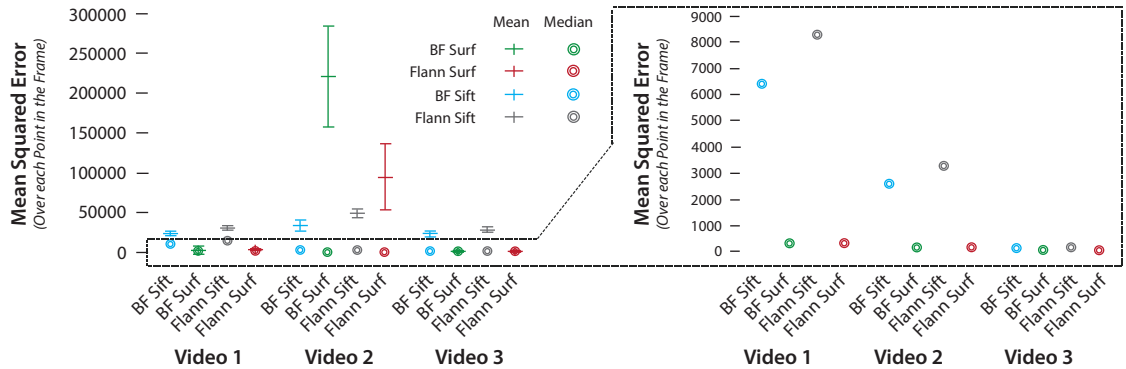 Mean Squared Error
(Over each Point in the Frame)
300000
250000
200000
150000
100000
50000
0
Mean Median
BF Surf
Flann Surf
BF Sift
Flann Sift
BF Sift
BF Surf
Flann Sift
Flann Surf
BF Sift
BF Surf
Flann Sift
Flann Surf
BF Sift
BF Surf
Flann Sift
Flann Surf
Video 1 Video 2 Video 3
Mean Squared Error
(Over each Point in the Frame)
9000
8000
7000
6000
5000
4000
3000
2000
1000
0
BF Sift
BF Surf
Flann Sift
Flann Surf
BF Sift
BF Surf
Flann Sift
Flann Surf
BF Sift
BF Surf
Flann Sift
Flann Surf
Video 1 Video 2 Video 3